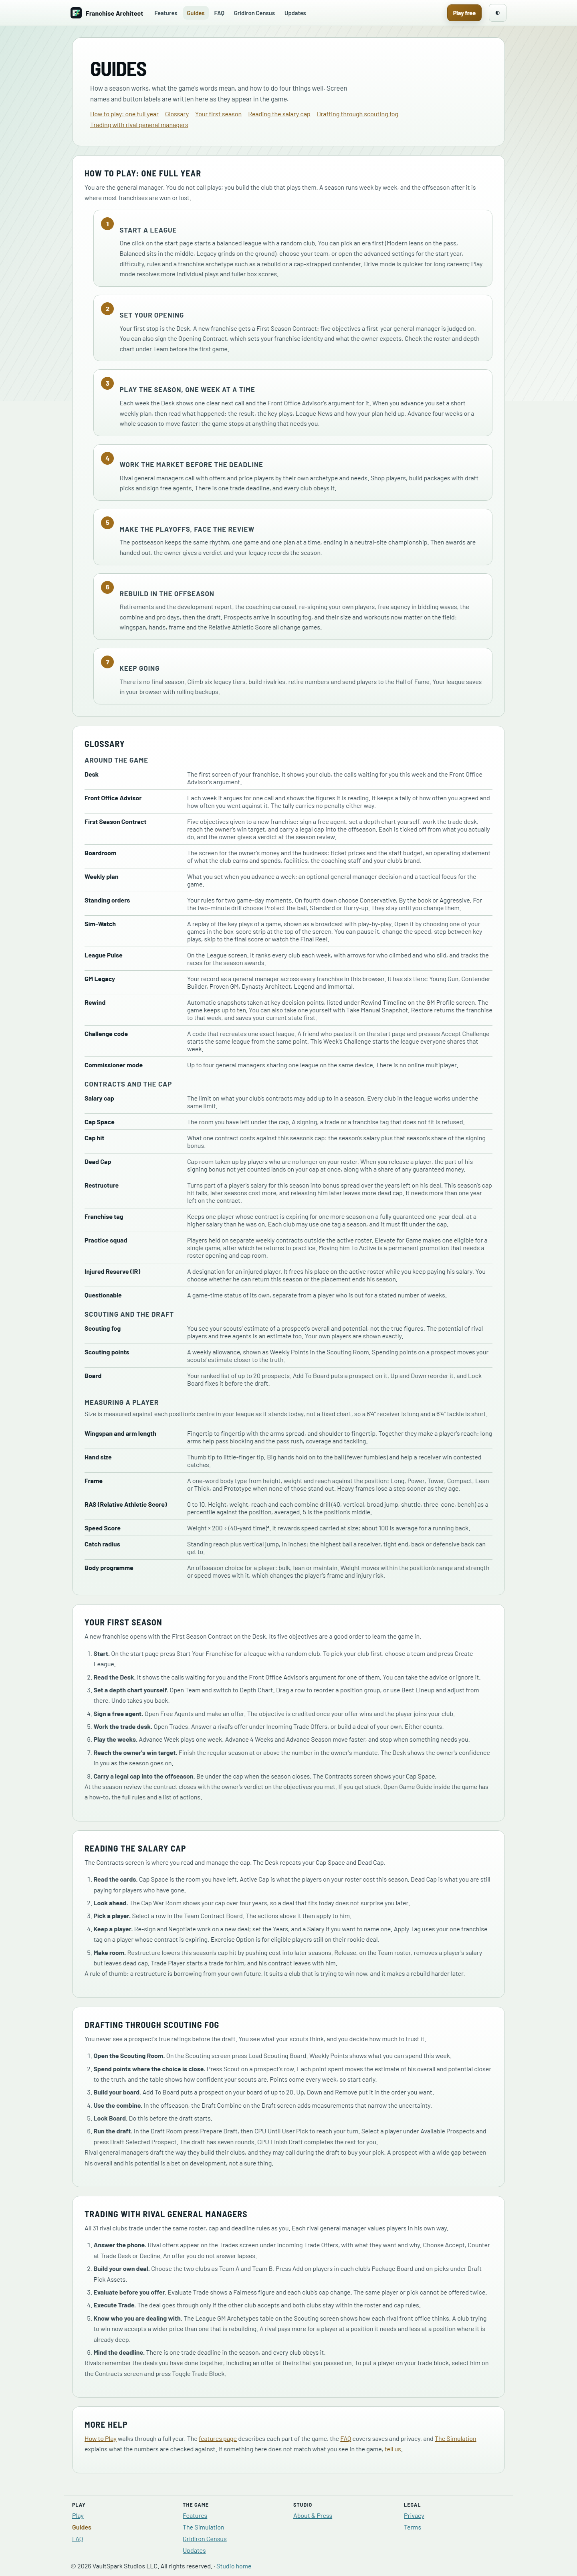 Franchise Architect Features Guides FAQ Gridiron Census Updates Play free
GUIDES
How a season works, what the game's words mean, and how to do four things well. Screen
names and button labels are written here as they appear in the game.
How to play: one full year Glossary Your first season Reading the salary cap Drafting through scouting fog
Trading with rival general managers
HOW TO PLAY: ONE FULL YEAR
You are the general manager. You do not call plays; you build the club that plays them. A season runs week by week, and the offseason after it is
where most franchises are won or lost.
1
START A LEAGUE
One click on the start page starts a balanced league with a random club. You can pick an era first (Modern leans on the pass,
Balanced sits in the middle, Legacy grinds on the ground), choose your team, or open the advanced settings for the start year,
difficulty, rules and a franchise archetype such as a rebuild or a cap-strapped contender. Drive mode is quicker for long careers; Play
mode resolves more individual plays and fuller box scores.
2
SET YOUR OPENING
Your first stop is the Desk. A new franchise gets a First Season Contract: five objectives a first-year general manager is judged on.
You can also sign the Opening Contract, which sets your franchise identity and what the owner expects. Check the roster and depth
chart under Team before the first game.
3
PLAY THE SEASON, ONE WEEK AT A TIME
Each week the Desk shows one clear next call and the Front Office Advisor's argument for it. When you advance you set a short
weekly plan, then read what happened: the result, the key plays, League News and how your plan held up. Advance four weeks or a
whole season to move faster; the game stops at anything that needs you.
4
WORK THE MARKET BEFORE THE DEADLINE
Rival general managers call with offers and price players by their own archetype and needs. Shop players, build packages with draft
picks and sign free agents. There is one trade deadline, and every club obeys it.
5
MAKE THE PLAYOFFS, FACE THE REVIEW
The postseason keeps the same rhythm, one game and one plan at a time, ending in a neutral-site championship. Then awards are
handed out, the owner gives a verdict and your legacy records the season.
6
REBUILD IN THE OFFSEASON
Retirements and the development report, the coaching carousel, re-signing your own players, free agency in bidding waves, the
combine and pro days, then the draft. Prospects arrive in scouting fog, and their size and workouts now matter on the field:
wingspan, hands, frame and the Relative Athletic Score all change games.
7
KEEP GOING
There is no final season. Climb six legacy tiers, build rivalries, retire numbers and send players to the Hall of Fame. Your league saves
in your browser with rolling backups.
GLOSSARY
AROUND THE GAME
Desk The first screen of your franchise. It shows your club, the calls waiting for you this week and the Front Office
Advisor's argument.
Front Office Advisor Each week it argues for one call and shows the figures it is reading. It keeps a tally of how often you agreed and
how often you went against it. The tally carries no penalty either way.
First Season Contract Five objectives given to a new franchise: sign a free agent, set a depth chart yourself, work the trade desk,
reach the owner's win target, and carry a legal cap into the offseason. Each is ticked off from what you actually
do, and the owner gives a verdict at the season review.
Boardroom The screen for the owner's money and the business: ticket prices and the staff budget, an operating statement
of what the club earns and spends, facilities, the coaching staff and your club's brand.
Weekly plan What you set when you advance a week: an optional general manager decision and a tactical focus for the
game.
Standing orders Your rules for two game-day moments. On fourth down choose Conservative, By the book or Aggressive. For
the two-minute drill choose Protect the ball, Standard or Hurry-up. They stay until you change them.
Sim-Watch A replay of the key plays of a game, shown as a broadcast with play-by-play. Open it by choosing one of your
games in the box-score strip at the top of the screen. You can pause it, change the speed, step between key
plays, skip to the final score or watch the Final Reel.
League Pulse On the League screen. It ranks every club each week, with arrows for who climbed and who slid, and tracks the
races for the season awards.
GM Legacy Your record as a general manager across every franchise in this browser. It has six tiers: Young Gun, Contender
Builder, Proven GM, Dynasty Architect, Legend and Immortal.
Rewind Automatic snapshots taken at key decision points, listed under Rewind Timeline on the GM Profile screen. The
game keeps up to ten. You can also take one yourself with Take Manual Snapshot. Restore returns the franchise
to that week, and saves your current state first.
Challenge code A code that recreates one exact league. A friend who pastes it on the start page and presses Accept Challenge
starts the same league from the same point. This Week's Challenge starts the league everyone shares that
week.
Commissioner mode Up to four general managers sharing one league on the same device. There is no online multiplayer.
CONTRACTS AND THE CAP
Salary cap The limit on what your club's contracts may add up to in a season. Every club in the league works under the
same limit.
Cap Space The room you have left under the cap. A signing, a trade or a franchise tag that does not fit is refused.
Cap hit What one contract costs against this season's cap: the season's salary plus that season's share of the signing
bonus.
Dead Cap Cap room taken up by players who are no longer on your roster. When you release a player, the part of his
signing bonus not yet counted lands on your cap at once, along with a share of any guaranteed money.
Restructure Turns part of a player's salary for this season into bonus spread over the years left on his deal. This season's cap
hit falls, later seasons cost more, and releasing him later leaves more dead cap. It needs more than one year
left on the contract.
Franchise tag Keeps one player whose contract is expiring for one more season on a fully guaranteed one-year deal, at a
higher salary than he was on. Each club may use one tag a season, and it must fit under the cap.
Practice squad Players held on separate weekly contracts outside the active roster. Elevate for Game makes one eligible for a
single game, after which he returns to practice. Moving him To Active is a permanent promotion that needs a
roster opening and cap room.
Injured Reserve (IR) A designation for an injured player. It frees his place on the active roster while you keep paying his salary. You
choose whether he can return this season or the placement ends his season.
Questionable A game-time status of its own, separate from a player who is out for a stated number of weeks.
SCOUTING AND THE DRAFT
Scouting fog You see your scouts' estimate of a prospect's overall and potential, not the true figures. The potential of rival
players and free agents is an estimate too. Your own players are shown exactly.
Scouting points A weekly allowance, shown as Weekly Points in the Scouting Room. Spending points on a prospect moves your
scouts' estimate closer to the truth.
Board Your ranked list of up to 20 prospects. Add To Board puts a prospect on it, Up and Down reorder it, and Lock
Board fixes it before the draft.
MEASURING A PLAYER
Size is measured against each position's centre in your league as it stands today, not a fixed chart, so a 6'4" receiver is long and a 6'4" tackle is short.
Wingspan and arm length Fingertip to fingertip with the arms spread, and shoulder to fingertip. Together they make a player's reach; long
arms help pass blocking and the pass rush, coverage and tackling.
Hand size Thumb tip to little-finger tip. Big hands hold on to the ball (fewer fumbles) and help a receiver win contested
catches.
Frame A one-word body type from height, weight and reach against the position: Long, Power, Tower, Compact, Lean
or Thick, and Prototype when none of those stand out. Heavy frames lose a step sooner as they age.
RAS (Relative Athletic Score) 0 to 10. Height, weight, reach and each combine drill (40, vertical, broad jump, shuttle, three-cone, bench) as a
percentile against the position, averaged. 5 is the position's middle.
Speed Score Weight × 200 ÷ (40-yard time)⁴. It rewards speed carried at size; about 100 is average for a running back.
Catch radius Standing reach plus vertical jump, in inches: the highest ball a receiver, tight end, back or defensive back can
get to.
Body programme An offseason choice for a player: bulk, lean or maintain. Weight moves within the position's range and strength
or speed moves with it, which changes the player's frame and injury risk.
YOUR FIRST SEASON
A new franchise opens with the First Season Contract on the Desk. Its five objectives are a good order to learn the game in.
1. Start. On the start page press Start Your Franchise for a league with a random club. To pick your club first, choose a team and press Create
League.
2. Read the Desk. It shows the calls waiting for you and the Front Office Advisor's argument for one of them. You can take the advice or ignore it.
3. Set a depth chart yourself. Open Team and switch to Depth Chart. Drag a row to reorder a position group, or use Best Lineup and adjust from
there. Undo takes you back.
4. Sign a free agent. Open Free Agents and make an offer. The objective is credited once your offer wins and the player joins your club.
5. Work the trade desk. Open Trades. Answer a rival's offer under Incoming Trade Offers, or build a deal of your own. Either counts.
6. Play the weeks. Advance Week plays one week. Advance 4 Weeks and Advance Season move faster, and stop when something needs you.
7. Reach the owner's win target. Finish the regular season at or above the number in the owner's mandate. The Desk shows the owner's confidence
in you as the season goes on.
8. Carry a legal cap into the offseason. Be under the cap when the season closes. The Contracts screen shows your Cap Space.
At the season review the contract closes with the owner's verdict on the objectives you met. If you get stuck, Open Game Guide inside the game has
a how-to, the full rules and a list of actions.
READING THE SALARY CAP
The Contracts screen is where you read and manage the cap. The Desk repeats your Cap Space and Dead Cap.
1. Read the cards. Cap Space is the room you have left. Active Cap is what the players on your roster cost this season. Dead Cap is what you are still
paying for players who have gone.
2. Look ahead. The Cap War Room shows your cap over four years, so a deal that fits today does not surprise you later.
3. Pick a player. Select a row in the Team Contract Board. The actions above it then apply to him.
4. Keep a player. Re-sign and Negotiate work on a new deal: set the Years, and a Salary if you want to name one. Apply Tag uses your one franchise
tag on a player whose contract is expiring. Exercise Option is for eligible players still on their rookie deal.
5. Make room. Restructure lowers this season's cap hit by pushing cost into later seasons. Release, on the Team roster, removes a player's salary
but leaves dead cap. Trade Player starts a trade for him, and his contract leaves with him.
A rule of thumb: a restructure is borrowing from your own future. It suits a club that is trying to win now, and it makes a rebuild harder later.
DRAFTING THROUGH SCOUTING FOG
You never see a prospect's true ratings before the draft. You see what your scouts think, and you decide how much to trust it.
1. Open the Scouting Room. On the Scouting screen press Load Scouting Board. Weekly Points shows what you can spend this week.
2. Spend points where the choice is close. Press Scout on a prospect's row. Each point spent moves the estimate of his overall and potential closer
to the truth, and the table shows how confident your scouts are. Points come every week, so start early.
3. Build your board. Add To Board puts a prospect on your board of up to 20. Up, Down and Remove put it in the order you want.
4. Use the combine. In the offseason, the Draft Combine on the Draft screen adds measurements that narrow the uncertainty.
5. Lock Board. Do this before the draft starts.
6. Run the draft. In the Draft Room press Prepare Draft, then CPU Until User Pick to reach your turn. Select a player under Available Prospects and
press Draft Selected Prospect. The draft has seven rounds. CPU Finish Draft completes the rest for you.
Rival general managers draft the way they build their clubs, and they may call during the draft to buy your pick. A prospect with a wide gap between
his overall and his potential is a bet on development, not a sure thing.
TRADING WITH RIVAL GENERAL MANAGERS
All 31 rival clubs trade under the same roster, cap and deadline rules as you. Each rival general manager values players in his own way.
1. Answer the phone. Rival offers appear on the Trades screen under Incoming Trade Offers, with what they want and why. Choose Accept, Counter
at Trade Desk or Decline. An offer you do not answer lapses.
2. Build your own deal. Choose the two clubs as Team A and Team B. Press Add on players in each club's Package Board and on picks under Draft
Pick Assets.
3. Evaluate before you offer. Evaluate Trade shows a Fairness figure and each club's cap change. The same player or pick cannot be offered twice.
4. Execute Trade. The deal goes through only if the other club accepts and both clubs stay within the roster and cap rules.
5. Know who you are dealing with. The League GM Archetypes table on the Scouting screen shows how each rival front office thinks. A club trying
to win now accepts a wider price than one that is rebuilding. A rival pays more for a player at a position it needs and less at a position where it is
already deep.
6. Mind the deadline. There is one trade deadline in the season, and every club obeys it.
Rivals remember the deals you have done together, including an offer of theirs that you passed on. To put a player on your trade block, select him on
the Contracts screen and press Toggle Trade Block.
MORE HELP
How to Play walks through a full year. The features page describes each part of the game, the FAQ covers saves and privacy, and The Simulation
explains what the numbers are checked against. If something here does not match what you see in the game, tell us.
PLAY THE GAME STUDIO LEGAL
Play Features About & Press Privacy
Guides The Simulation Terms
FAQ Gridiron Census
Updates
© 2026 VaultSpark Studios LLC. All rights reserved. · Studio home